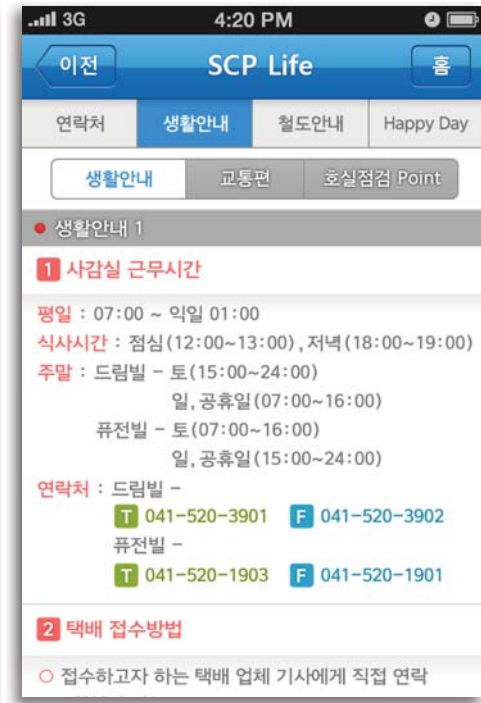 3G 4:20 PM
이전 SCP Life 홈
연락처 생활안내 철도안내 Happy Day
생활안내 교통편 호실점검 Point
생활안내 1
1 사감실 근무시간
평일 : 07:00 ~ 익일 01:00
식사시간 : 점심(12:00~13:00), 저녁(18:00~19:00)
주말 : 드림빌 - 토(15:00~24:00)
일, 공휴일(07:00~16:00)
퓨전빌 - 토(07:00~16:00)
일, 공휴일(15:00~24:00)
연락처 : 드림빌 -
T 041-520-3901 F 041-520-3902
퓨전빌 -
T 041-520-1903 F 041-520-1901
2 택배 접수방법
접수하고자 하는 택배 업체 기사에게 직접 연락